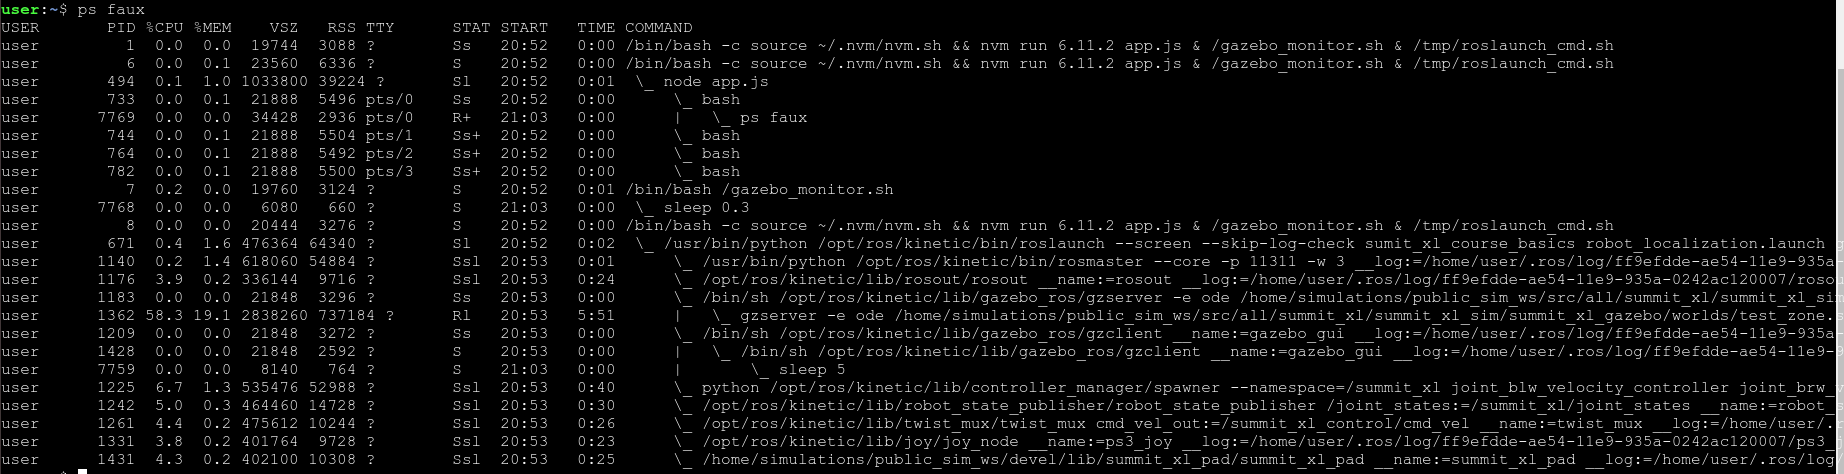 user:~$ ps faux
USER       PID %CPU %MEM    VSZ   RSS TTY      STAT START   TIME COMMAND
user         1  0.0  0.0  19744  3088 ?        Ss   20:52   0:00 /bin/bash -c source ~/.nvm/nvm.sh && nvm run 6.11.2 app.js & /gazebo_monitor.sh & /tmp/roslaunch_cmd.sh
user         6  0.0  0.1  23560  6336 ?        S    20:52   0:00 /bin/bash -c source ~/.nvm/nvm.sh && nvm run 6.11.2 app.js & /gazebo_monitor.sh & /tmp/roslaunch_cmd.sh
user       494  0.1  1.0 1033800 39224 ?       Sl   20:52   0:01  \_ node app.js
user       733  0.0  0.1  21888  5496 pts/0    Ss   20:52   0:00      \_ bash
user      7769  0.0  0.0  34428  2936 pts/0    R+   21:03   0:00      |   \_ ps faux
user       744  0.0  0.1  21888  5504 pts/1    Ss+  20:52   0:00      \_ bash
user       764  0.0  0.1  21888  5492 pts/2    Ss+  20:52   0:00      \_ bash
user       782  0.0  0.1  21888  5500 pts/3    Ss+  20:52   0:00      \_ bash
user         7  0.2  0.0  19760  3124 ?        S    20:52   0:01 /bin/bash /gazebo_monitor.sh
user      7768  0.0  0.0   6080   660 ?        S    21:03   0:00  \_ sleep 0.3
user         8  0.0  0.0  20444  3276 ?        S    20:52   0:00 /bin/bash -c source ~/.nvm/nvm.sh && nvm run 6.11.2 app.js & /gazebo_monitor.sh & /tmp/roslaunch_cmd.sh
user       671  0.4  1.6 476364 64340 ?        Sl   20:52   0:02  \_ /usr/bin/python /opt/ros/kinetic/bin/roslaunch --screen --skip-log-check sumit_xl_course_basics robot_localization.launch g
user      1140  0.2  1.4 618060 54884 ?        Ssl  20:53   0:01      \_ /usr/bin/python /opt/ros/kinetic/bin/rosmaster --core -p 11311 -w 3 __log:=/home/user/.ros/log/ff9efdde-ae54-11e9-935a-
user      1176  3.9  0.2 336144  9716 ?        Ssl  20:53   0:24      \_ /opt/ros/kinetic/lib/rosout/rosout __name:=rosout __log:=/home/user/.ros/log/ff9efdde-ae54-11e9-935a-0242ac120007/rosou
user      1183  0.0  0.0  21848  3296 ?        Ss   20:53   0:00      \_ /bin/sh /opt/ros/kinetic/lib/gazebo_ros/gzserver -e ode /home/simulations/public_sim_ws/src/all/summit_xl/summit_xl_sim
user      1362 58.3 19.1 2838260 737184 ?      Rl   20:53   5:51      |   \_ gzserver -e ode /home/simulations/public_sim_ws/src/all/summit_xl/summit_xl_sim/summit_xl_gazebo/worlds/test_zone.s
user      1209  0.0  0.0  21848  3272 ?        Ss   20:53   0:00      \_ /bin/sh /opt/ros/kinetic/lib/gazebo_ros/gzclient __name:=gazebo_gui __log:=/home/user/.ros/log/ff9efdde-ae54-11e9-935a-
user      1428  0.0  0.0  21848  2592 ?        S    20:53   0:00      |   \_ /bin/sh /opt/ros/kinetic/lib/gazebo_ros/gzclient __name:=gazebo_gui __log:=/home/user/.ros/log/ff9efdde-ae54-11e9-9
user      7759  0.0  0.0   8140   764 ?        S    21:03   0:00      |       \_ sleep 5
user      1225  6.7  1.3 535476 52988 ?        Ssl  20:53   0:40      \_ python /opt/ros/kinetic/lib/controller_manager/spawner --namespace=/summit_xl joint_blw_velocity_controller joint_brw_v
user      1242  5.0  0.3 464460 14728 ?        Ssl  20:53   0:30      \_ /opt/ros/kinetic/lib/robot_state_publisher/robot_state_publisher /joint_states:=/summit_xl/joint_states __name:=robot_s
user      1261  4.4  0.2 475612 10244 ?        Ssl  20:53   0:26      \_ /opt/ros/kinetic/lib/twist_mux/twist_mux cmd_vel_out:=/summit_xl_control/cmd_vel __name:=twist_mux __log:=/home/user/.r
user      1331  3.8  0.2 401764  9728 ?        Ssl  20:53   0:23      \_ /opt/ros/kinetic/lib/joy/joy_node __name:=ps3_joy __log:=/home/user/.ros/log/ff9efdde-ae54-11e9-935a-0242ac120007/ps3_
user      1431  4.3  0.2 402100 10308 ?        Ssl  20:53   0:25      \_ /home/simulations/public_sim_ws/devel/lib/summit_xl_pad/summit_xl_pad __name:=summit_xl_pad __log:=/home/user/.ros/log